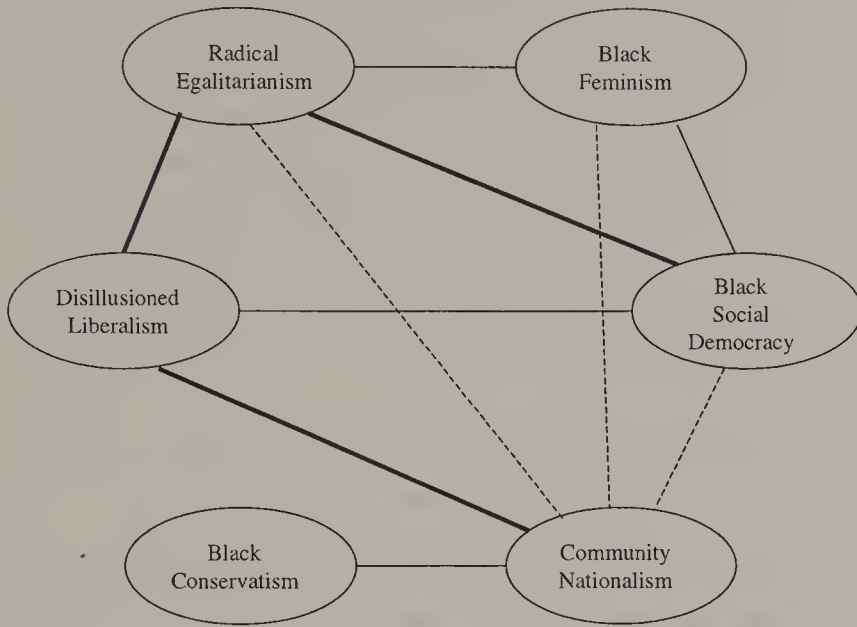 Radical
Egalitarianism
Black
Feminism
Disillusioned
Liberalism
Black
Social
Democracy
Black
Conservatism
Community
Nationalism